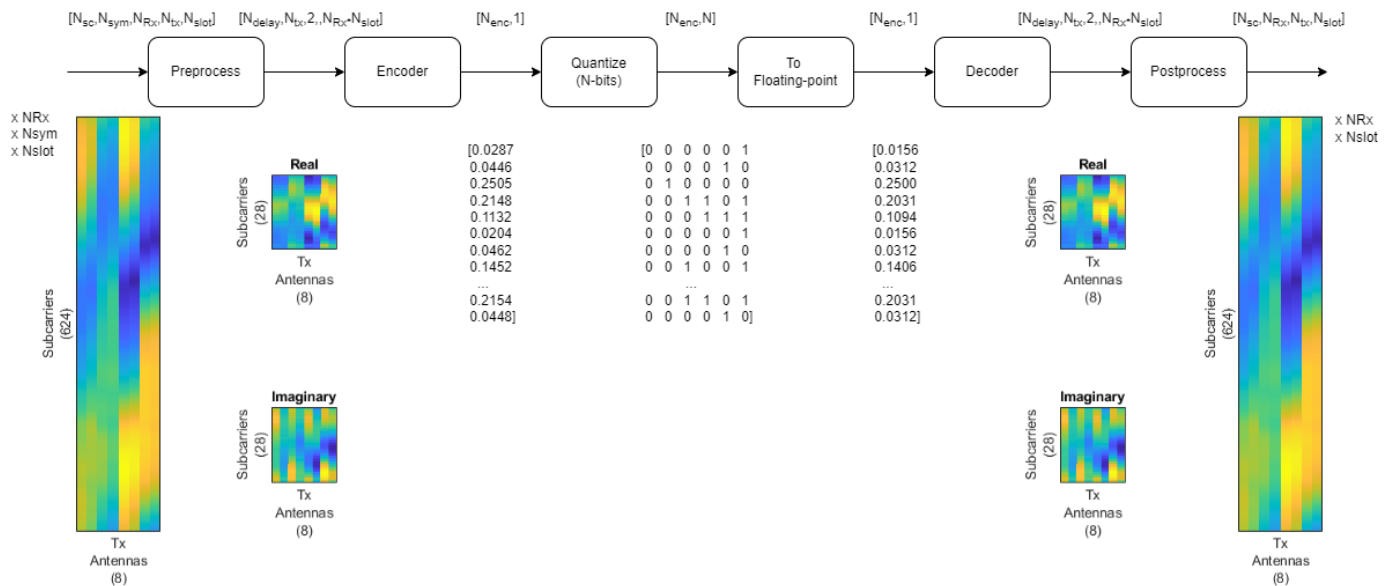 [Nsc,Nsym,NRx,Ntx,Nslot]
[Ndelay,Ntx,2,,NRx*Nslot]
[Nenc,1]
[Nenc,N]
[Nenc,1]
[Ndelay,Ntx,2,,NRx*Nslot]
[Nsc,NRx,Ntx,Nslot]
Preprocess
Encoder
Quantize
(N-bits)
To
Floating-point
Decoder
Postprocess
x NRx
x Nsym
x Nslot
Subcarriers
(624)
Tx
Antennas
(8)
Real
Subcarriers
(28)
Tx
Antennas
(8)
Imaginary
Subcarriers
(28)
Tx
Antennas
(8)
[0.0287
0.0446
0.2505
0.2148
0.1132
0.0204
0.0462
0.1452
...
0.2154
0.0448]
[0 0 0 0 0 1
0 0 0 0 1 0
0 1 0 0 0 0
0 0 1 1 0 1
0 0 0 1 1 1
0 0 0 0 0 1
0 0 0 0 1 0
0 0 1 0 0 1
...
0 0 1 1 0 1
0 0 0 0 1 0]
[0.0156
0.0312
0.2500
0.2031
0.1094
0.0156
0.0312
0.1406
...
0.2031
0.0312]
Real
Subcarriers
(28)
Tx
Antennas
(8)
Imaginary
Subcarriers
(28)
Tx
Antennas
(8)
x NRx
x Nslot
Subcarriers
(624)
Tx
Antennas
(8)